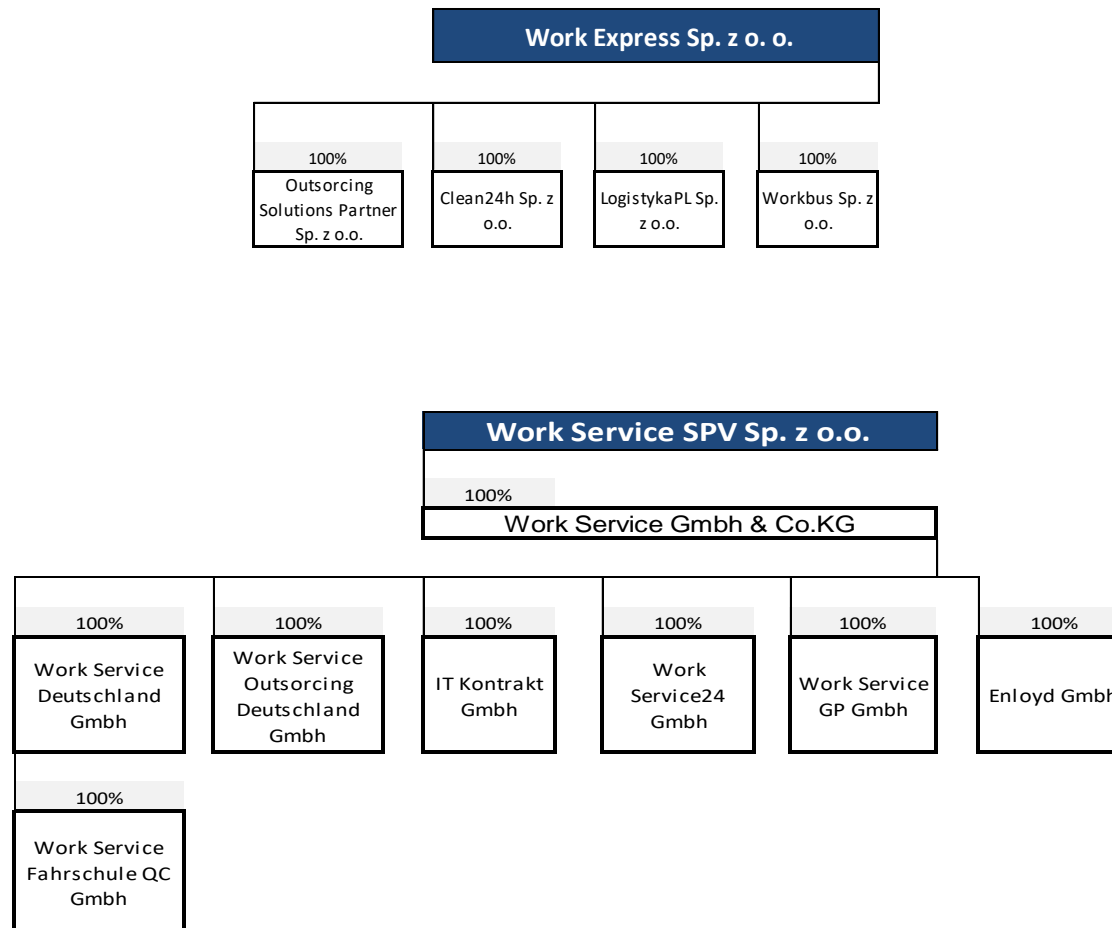 Work Express Sp. z o. o.
100%
100%
100%
100%
Outsorcing
Solutions Partner
Sp. z o.o.
Clean24h Sp. z
o.o.
LogistykaPL Sp.
z o.o.
Workbus Sp. z
o.o.
Work Service SPV Sp. z o.o.
100%
Work Service Gmbh & Co.KG
100%
100%
100%
100%
100%
100%
Work Service
Deutschland
Gmbh
Work Service
Outsorcing
Deutschland
Gmbh
IT Kontrakt
Gmbh
Work
Service24
Gmbh
Work Service
GP Gmbh
Enloyd Gmbh
100%
Work Service
Fahrschule QC
Gmbh